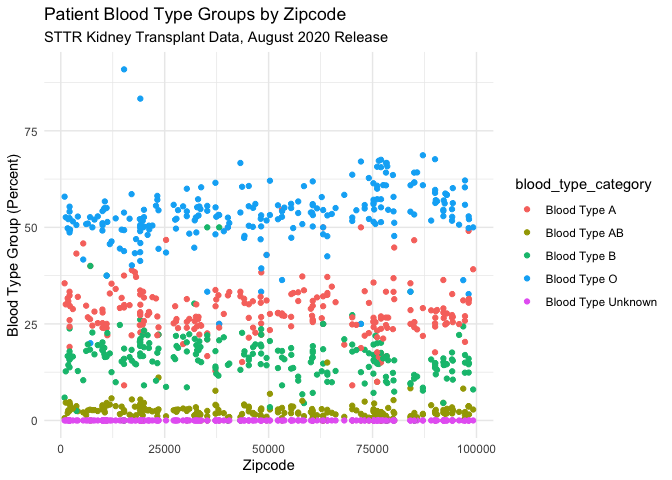 Patient Blood Type Groups by Zipcode
STTR Kidney Transplant Data, August 2020 Release
Blood Type Group (Percent)
75
50
25
0
0
25000
50000
75000
100000
Zipcode
blood_type_category
Blood Type A
Blood Type AB
Blood Type B
Blood Type O
Blood Type Unknown